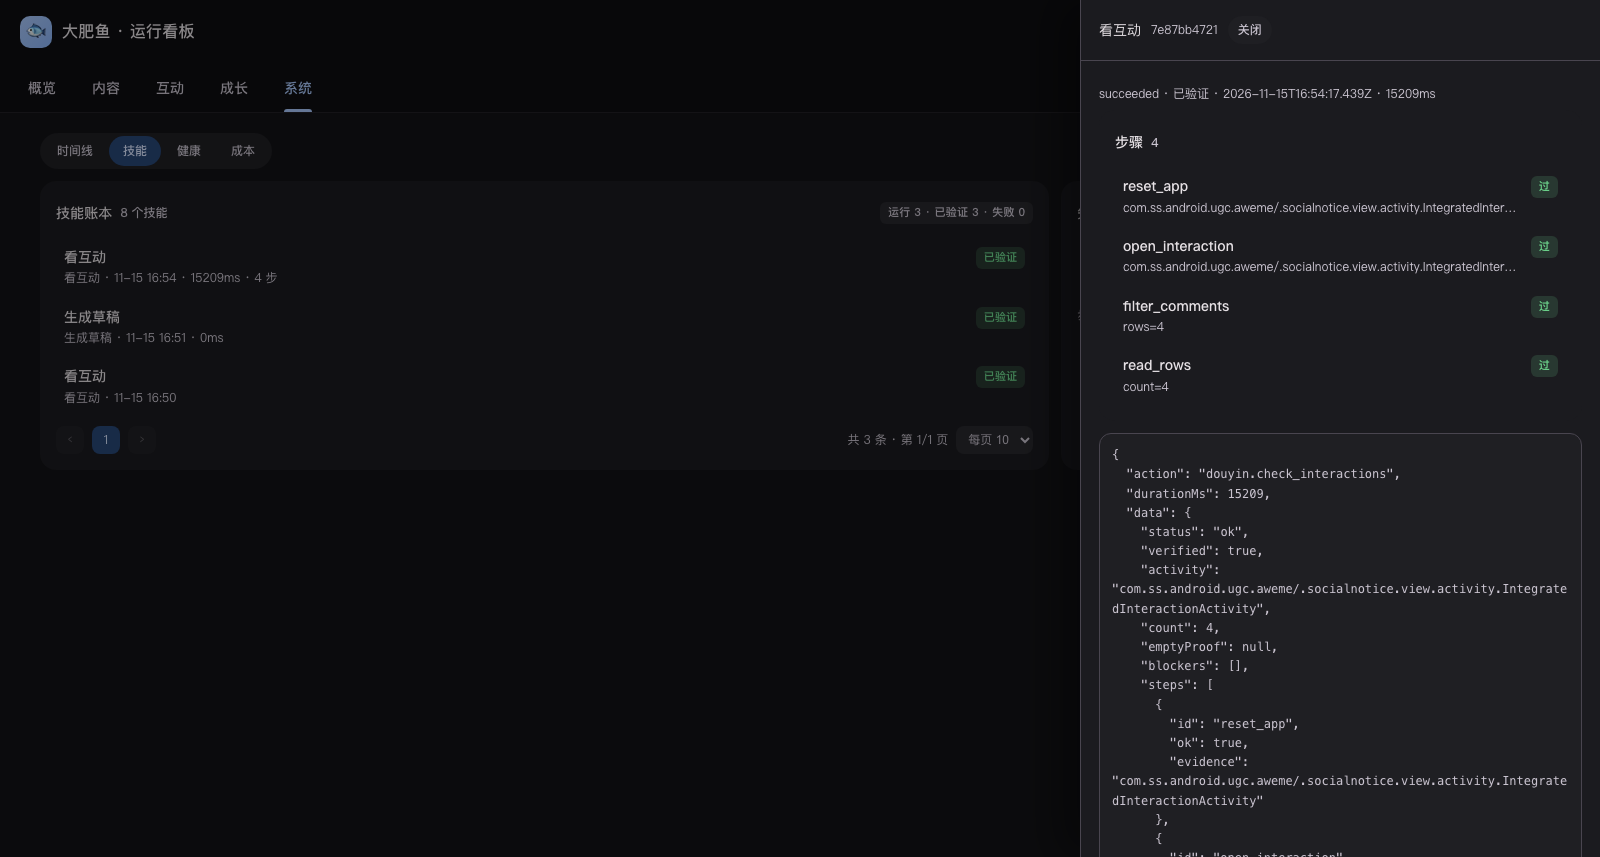 大肥鱼 · 运行看板
概览
内容
互动
成长
系统
时间线
技能
健康
成本
技能账本 8 个技能
运行 3 · 已验证 3 · 失败 0
看互动
已验证
看互动 · 11-15 16:54 · 15209ms · 4 步
生成草稿
已验证
生成草稿 · 11-15 16:51 · 0ms
看互动
已验证
看互动 · 11-15 16:50
<
1
>
共 3 条 · 第 1/1 页
每页 10
看互动 7e87bb4721 关闭
succeeded · 已验证 · 2026-11-15T16:54:17.439Z · 15209ms
步骤 4
reset_app
过
com.ss.android.ugc.aweme/.socialnotice.view.activity.IntegratedInter...
open_interaction
过
com.ss.android.ugc.aweme/.socialnotice.view.activity.IntegratedInter...
filter_comments
过
rows=4
read_rows
过
count=4
{
"action": "douyin.check_interactions",
"durationMs": 15209,
"data": {
"status": "ok",
"verified": true,
"activity":
"com.ss.android.ugc.aweme/.socialnotice.view.activity.Integrate
dInteractionActivity",
"count": 4,
"emptyProof": null,
"blockers": [],
"steps": [
{
"id": "reset_app",
"ok": true,
"evidence":
"com.ss.android.ugc.aweme/.socialnotice.view.activity.Integrate
dInteractionActivity"
},
{
"id": "open_interaction"